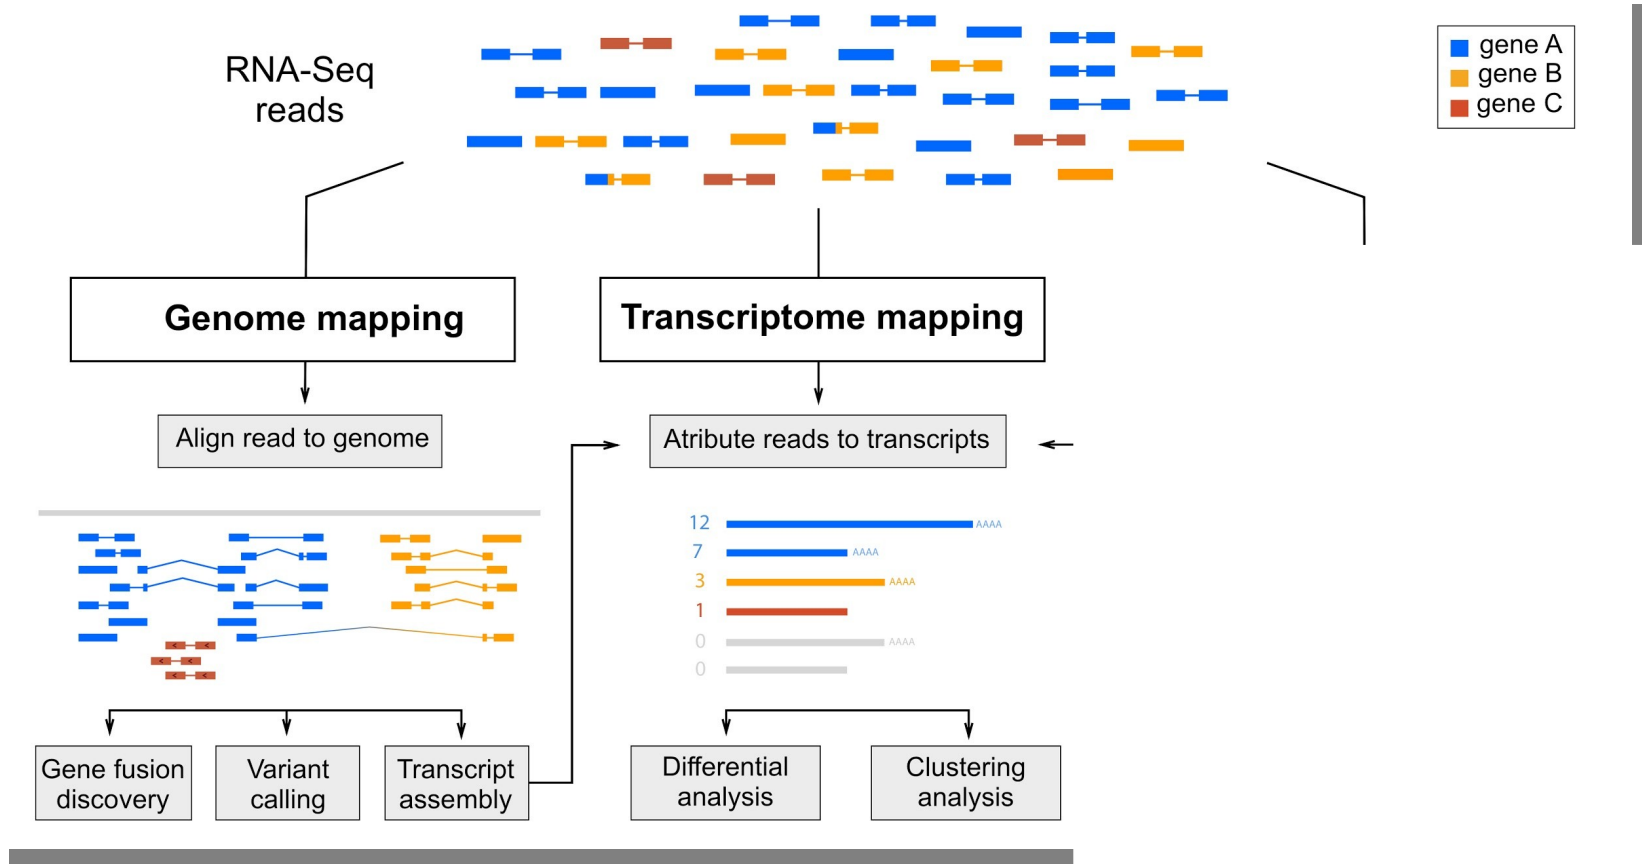 RNA-Seq
reads
gene A
gene B
gene C
Genome mapping
Transcriptome mapping
Align read to genome
Atribute reads to transcripts
12 AAAA
7 AAAA
3 AAAA
1
0 AAAA
0
Gene fusion
discovery
Variant
calling
Transcript
assembly
Differential
analysis
Clustering
analysis